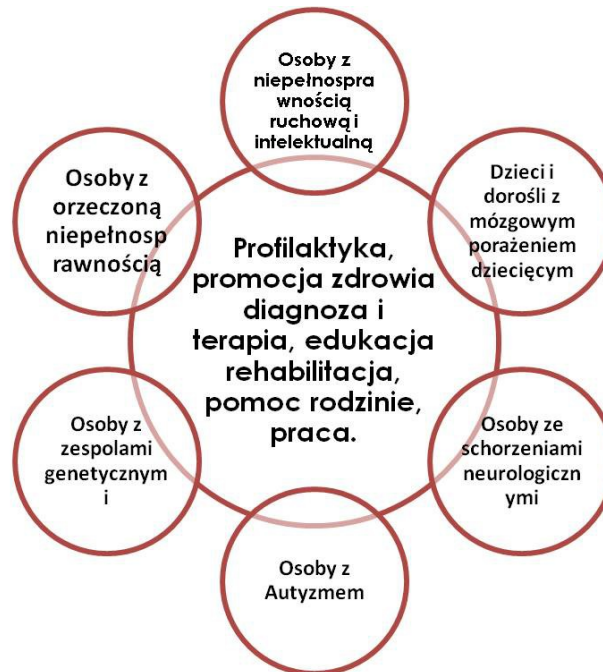 Osoby z
niepełnospra
wnością
ruchową i
intelektualną
Dzieci i
dorośli z
mózgowym
porażeniem
dziecięcym
Osoby ze
schorzeniami
neurologiczn
ymi
Osoby z
Autyzmem
Osoby z
zespolami
genetycznym
i
Osoby z
orzeczoną
niepełnosp
rawnością
Profilaktyka,
promocja zdrowia
diagnoza i
terapia, edukacja
rehabilitacja,
pomoc rodzinie,
praca.